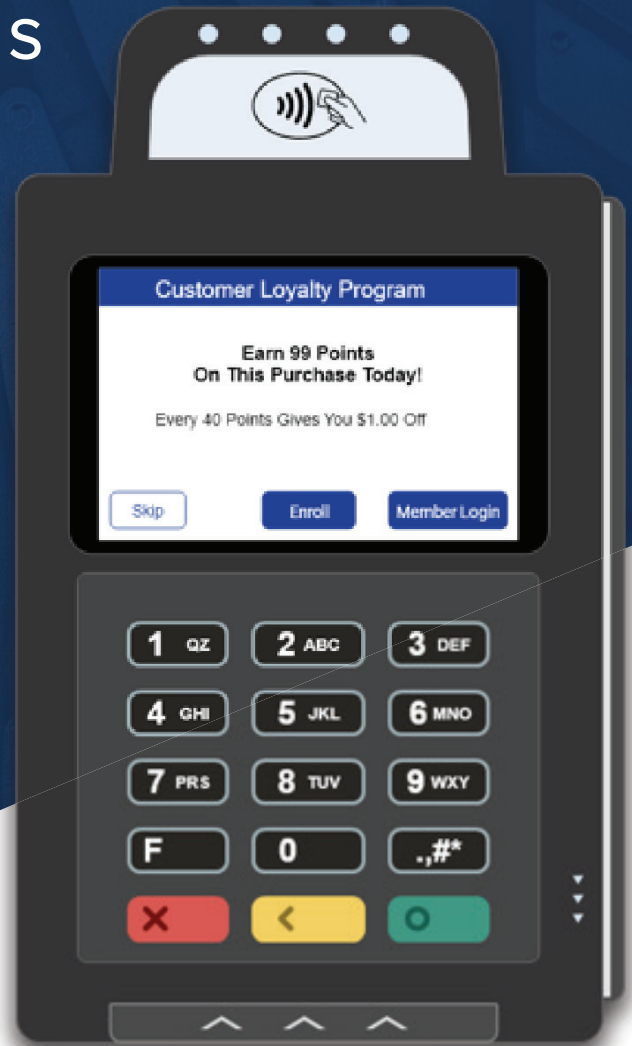 S
Customer Loyalty Program
Earn 99 Points
On This Purchase Today!
Every 40 Points Gives You $1.00 Off
Skip Enroll Member Login
1 QZ 2 ABC 3 DEF
4 GHI 5 JKL 6 MNO
7 PRS 8 TUV 9 WXY
F 0 .,#*